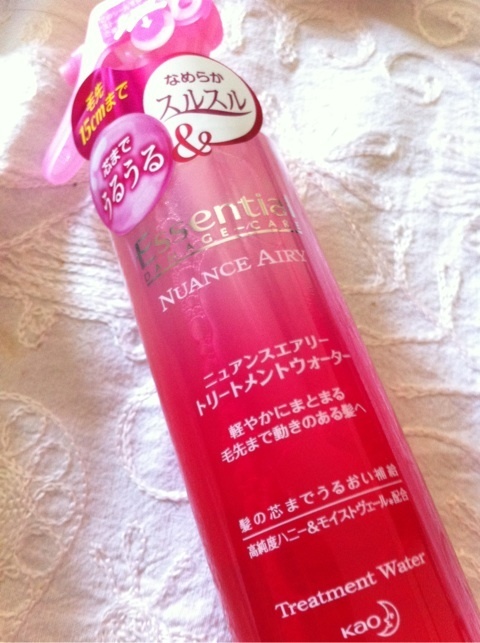 毛先
15cmまで
なめらか
スルスル
&
芯まで
うるうる
Essential
DAMAGE CARE
NUANCE AIRY
ニュアンスエアリー
トリートメントウォーター
軽やかにまとまる
毛先まで動きのある髪へ
髪の芯までうるおい補給
高純度ハニー&モイストヴェール※配合
Treatment Water
Kao